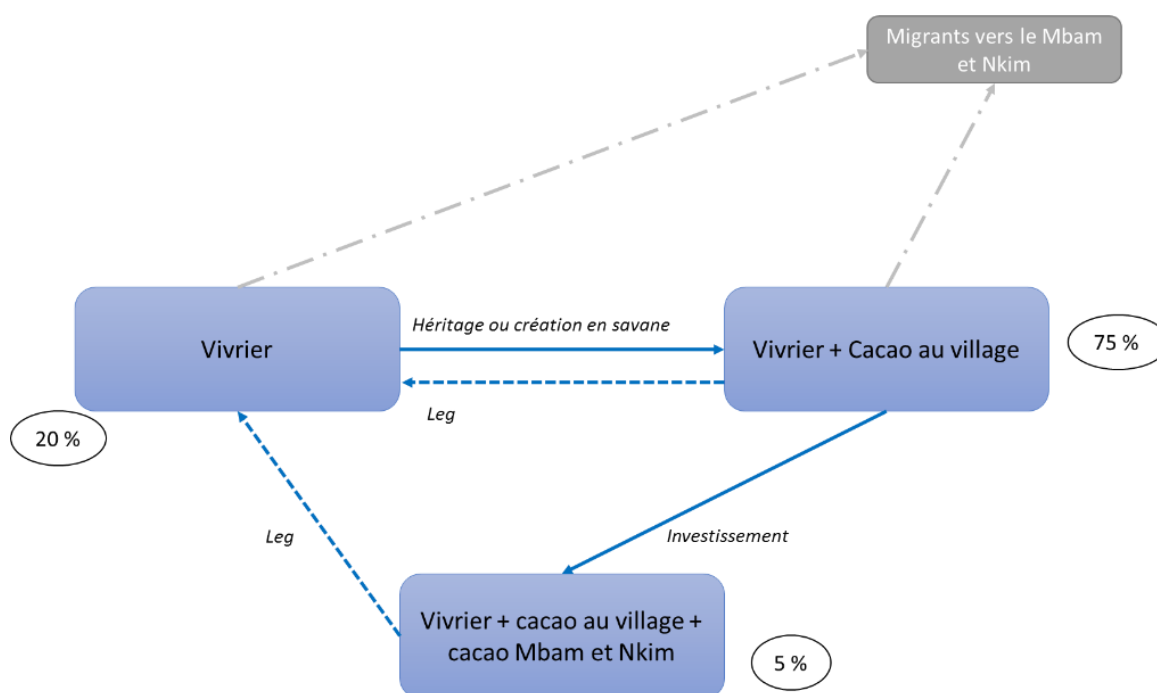 Migrants vers le Mbam
et Nkim
Héritage ou création en savane
Vivrier
Vivrier + Cacao au village
75 %
Leg
20 %
Leg
Investissement
Vivrier + cacao au village +
cacao Mbam et Nkim
5 %